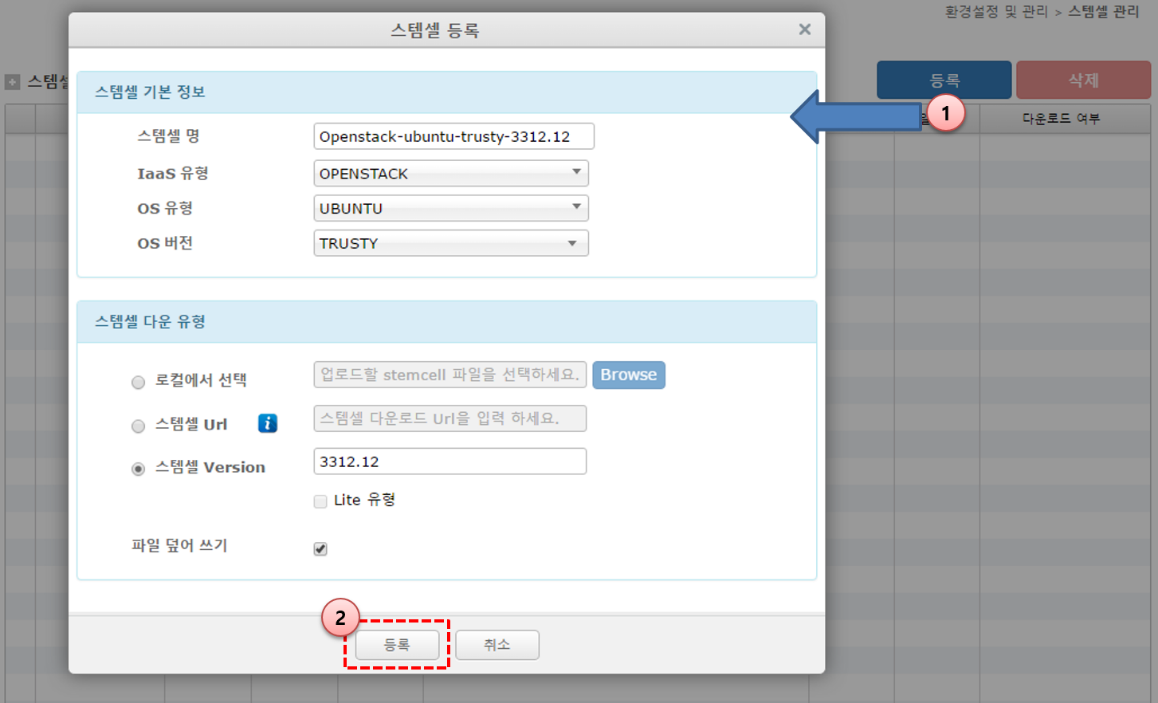 환경설정 및 관리 > 스템셀 관리
스템셀 등록
스템셀
등록
삭제
1
다운로드 여부
스템셀 기본 정보
스템셀 명
Openstack-ubuntu-trusty-3312.12
IaaS 유형
OPENSTACK
OS 유형
UBUNTU
OS 버전
TRUSTY
스템셀 다운 유형
로컬에서 선택
업로드할 stemcell 파일을 선택하세요.
Browse
스템셀 Url
i
스템셀 다운로드 Url을 입력 하세요.
스템셀 Version
3312.12
Lite 유형
파일 덮어 쓰기
2
등록
취소